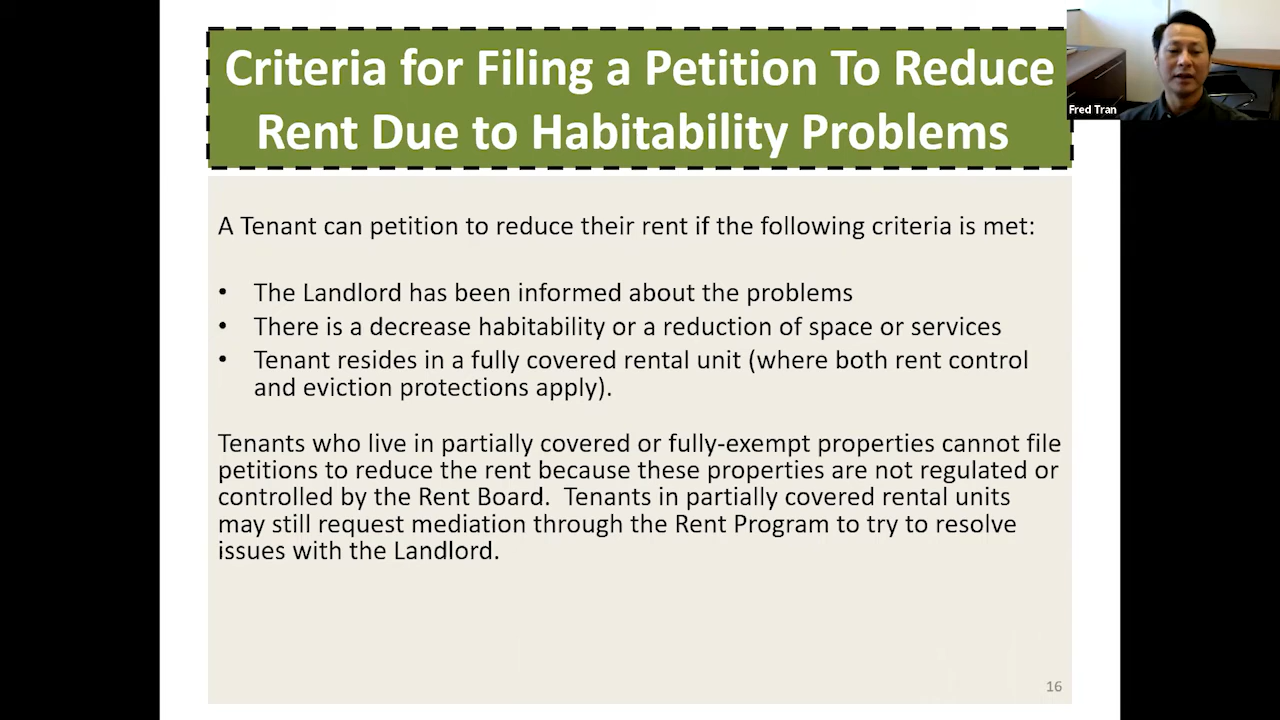 Criteria for Filing a Petition To Reduce
Rent Due to Habitability Problems
Fred Tran
A Tenant can petition to reduce their rent if the following criteria is met:
• The Landlord has been informed about the problems
• There is a decrease habitability or a reduction of space or services
• Tenant resides in a fully covered rental unit (where both rent control
and eviction protections apply).
Tenants who live in partially covered or fully-exempt properties cannot file
petitions to reduce the rent because these properties are not regulated or
controlled by the Rent Board.  Tenants in partially covered rental units
may still request mediation through the Rent Program to try to resolve
issues with the Landlord.
16